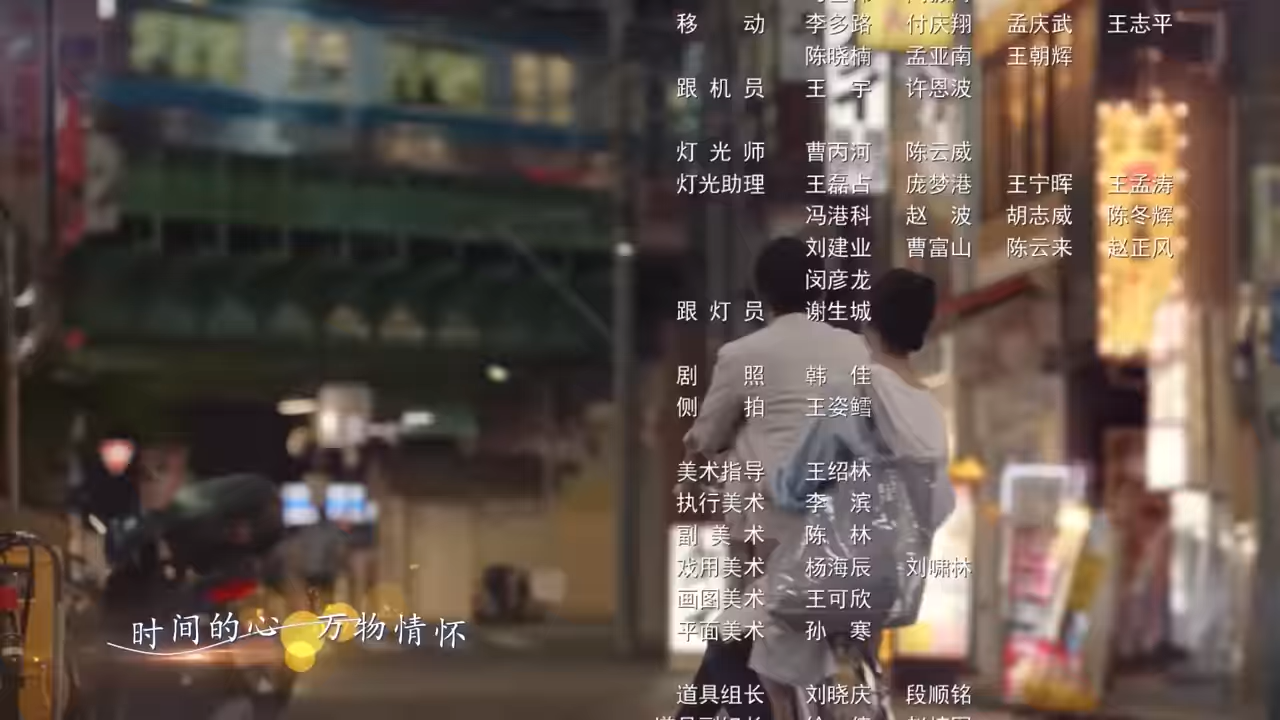 移动 李多路 付庆翔 孟庆武 王志平
陈晓楠 孟亚南 王朝辉
跟机员 王宇 许恩波
灯光师 曹丙河 陈云威
灯光助理 王磊占 庞梦港 王宁晖 王孟涛
冯港科 赵波 胡志威 陈冬辉
刘建业 曹富山 陈云来 赵正风
闵彦龙
跟灯员 谢生城
剧照 韩佳
侧拍 王姿鳕
美术指导 王绍林
执行美术 李滨
副美术 陈林
戏用美术 杨海辰 刘啸林
画图美术 王可欣
平面美术 孙寒
时间的心 万物情怀
道具组长 刘晓庆 段顺铭